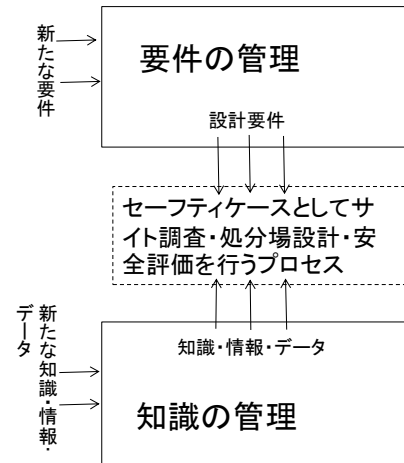 新たな要件
要件の管理
設計要件
セーフティケースとしてサ
イト調査・処分場設計・安
全評価を行うプロセス
知識・情報・データ
新たな知識・情報・
データ
知識の管理